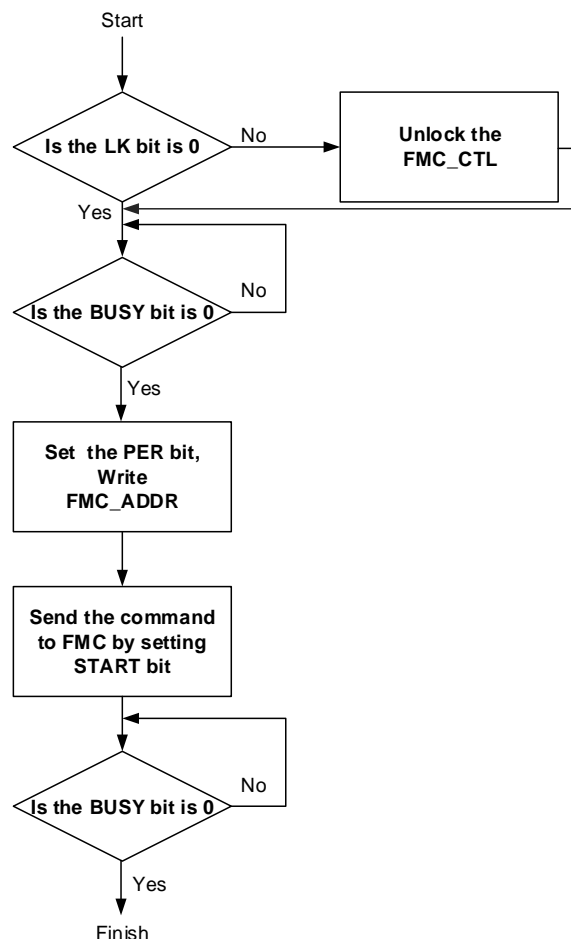 Start
Is the LK bit is 0
No
Unlock the
FMC_CTL
Yes
No
Is the BUSY bit is 0
Yes
Set the PER bit,
Write
FMC_ADDR
Send the command
to FMC by setting
START bit
No
Is the BUSY bit is 0
Yes
Finish